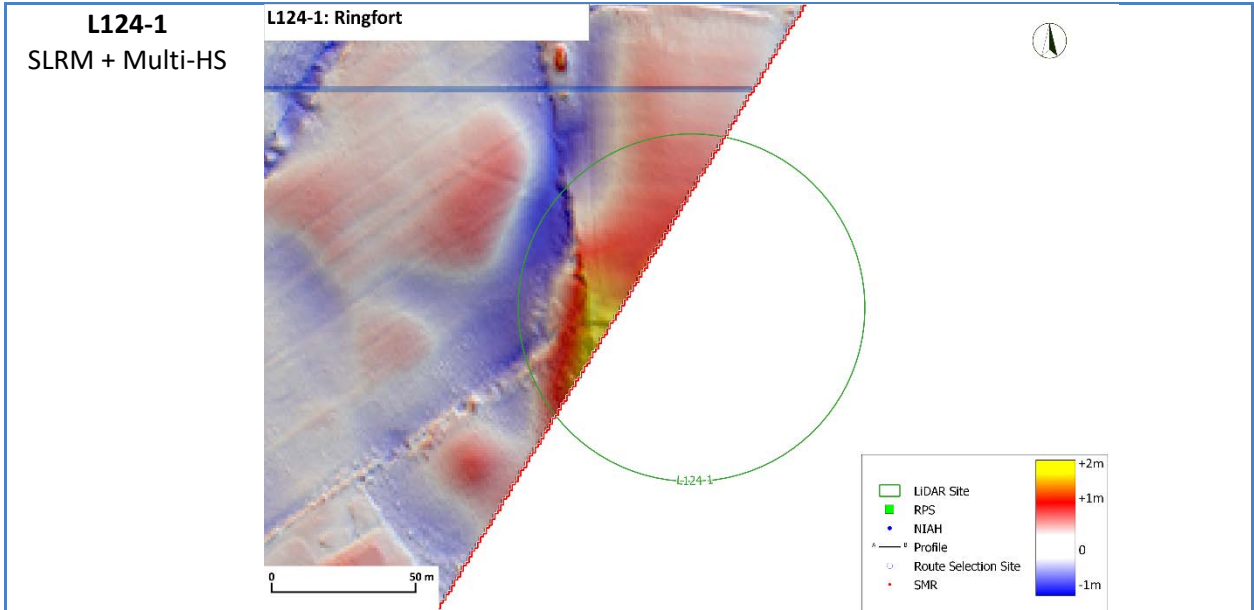 L124-1
SLRM + Multi-HS
L124-1: Ringfort
L124-1
0 50 m
LiDAR Site
RPS
NIAH
A B Profile
Route Selection Site
SMR
+2m
+1m
0
-1m